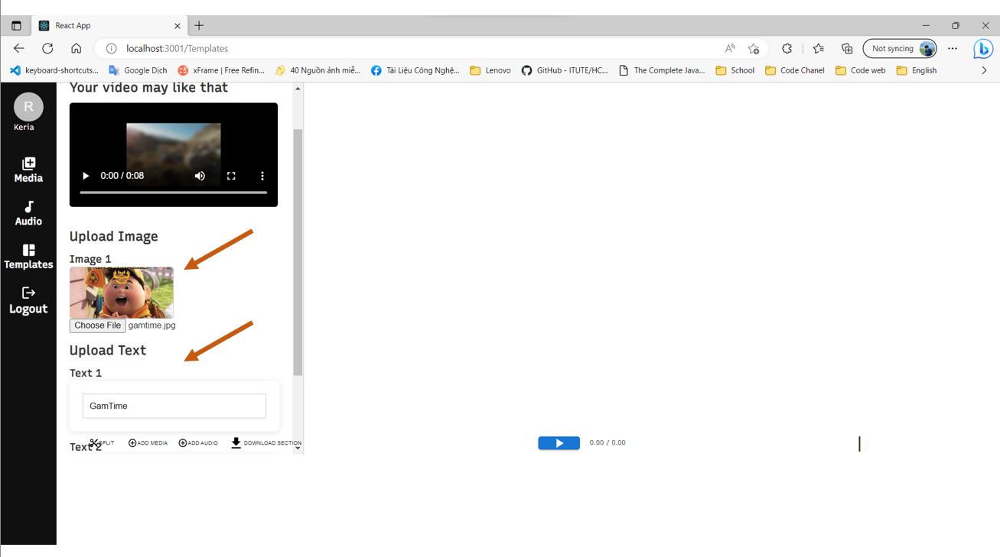 React App
localhost:3001/Templates
Not syncing
keyboard-shortcuts...
Google Dịch
xFrame | Free Refin...
40 Nguồn ảnh miễ...
Tài Liệu Công Nghệ...
Lenovo
GitHub - ITUTE/HC...
The Complete Java...
School
Code Chanel
Code web
English
R
Keria
Media
Audio
Templates
Logout
Your video may like that
0:00 / 0:08
Upload Image
Image 1
Choose File gamtime.jpg
Upload Text
Text 1
GamTime
Text 2
SPLIT
ADD MEDIA
ADD AUDIO
DOWNLOAD SECTION
0.00 / 0.00